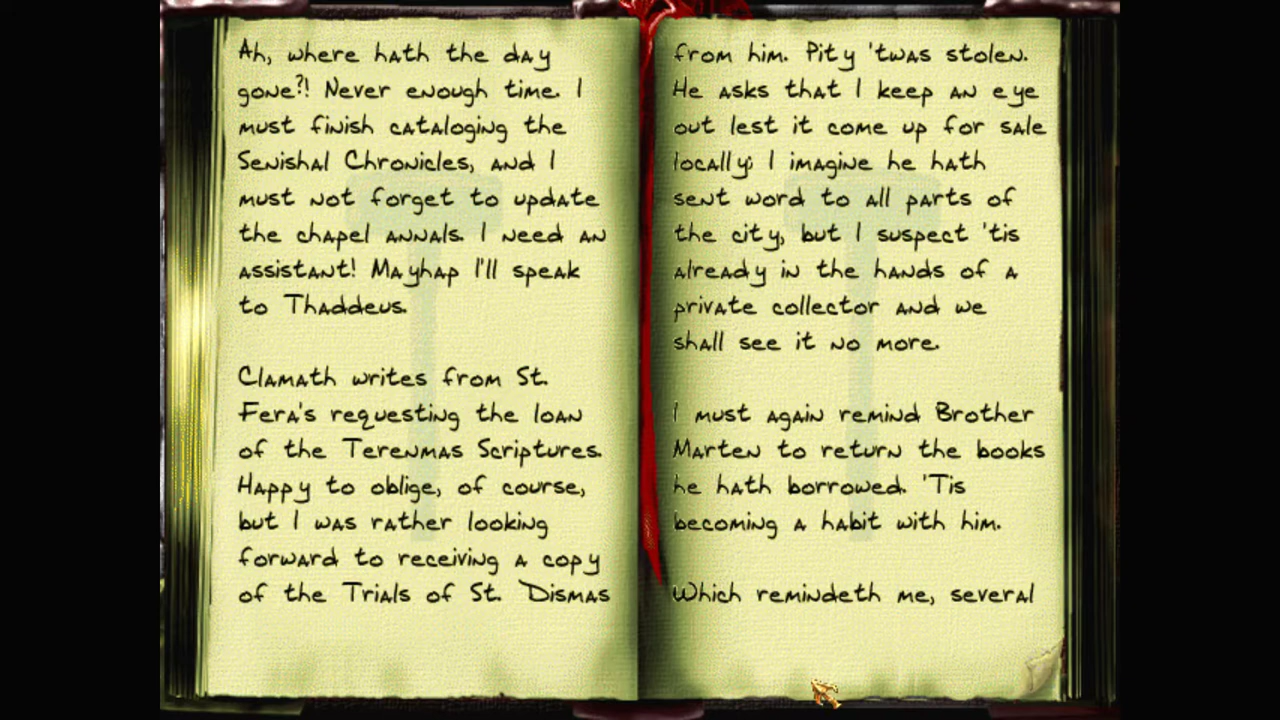 Ah, where hath the day
gone?! Never enough time. I
must finish cataloging the
Senishal Chronicles, and I
must not forget to update
the chapel annals. I need an
assistant! Mayhap I'll speak
to Thaddeus.
Clamath writes from St.
Fera's requesting the loan
of the Terenmas Scriptures.
Happy to oblige, of course,
but I was rather looking
forward to receiving a copy
of the Trials of St. Dismas
from him. Pity 'twas stolen.
He asks that I keep an eye
out lest it come up for sale
locally; I imagine he hath
sent word to all parts of
the city, but I suspect 'tis
already in the hands of a
private collector and we
shall see it no more.
I must again remind Brother
Marten to return the books
he hath borrowed. 'Tis
becoming a habit with him.
Which remindeth me, several